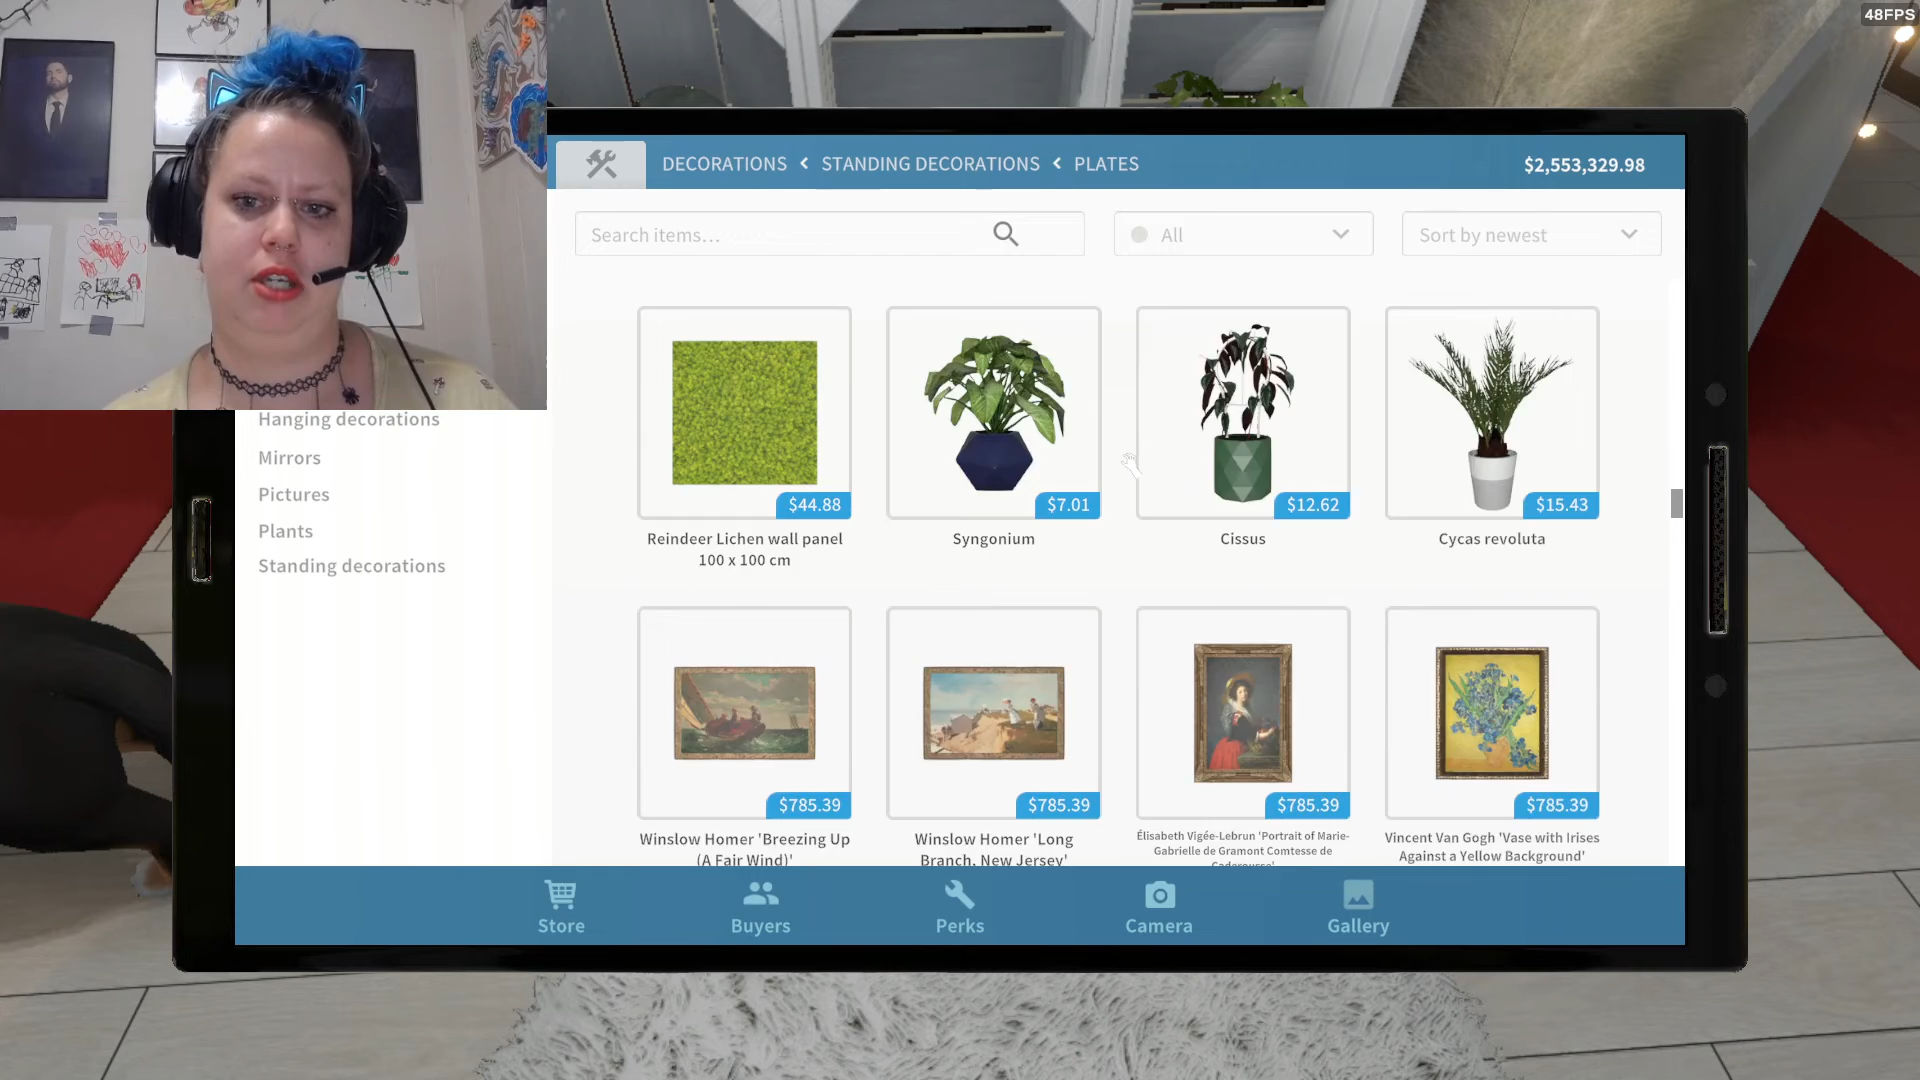 48FPS
DECORATIONS < STANDING DECORATIONS < PLATES
$2,553,329.98
Search items...
All
Sort by newest
Hanging decorations
Mirrors
Pictures
Plants
Standing decorations
$44.88
$7.01
$12.62
$15.43
Reindeer Lichen wall panel
100 x 100 cm
Syngonium
Cissus
Cycas revoluta
$785.39
$785.39
$785.39
$785.39
Winslow Homer 'Breezing Up
(A Fair Wind)'
Winslow Homer 'Long
Branch, New Jersey'
Élisabeth Vigée-Lebrun 'Portrait of Marie-
Gabrielle de Gramont Comtesse de
Caderousse'
Vincent Van Gogh 'Vase with Irises
Against a Yellow Background'
Store
Buyers
Perks
Camera
Gallery